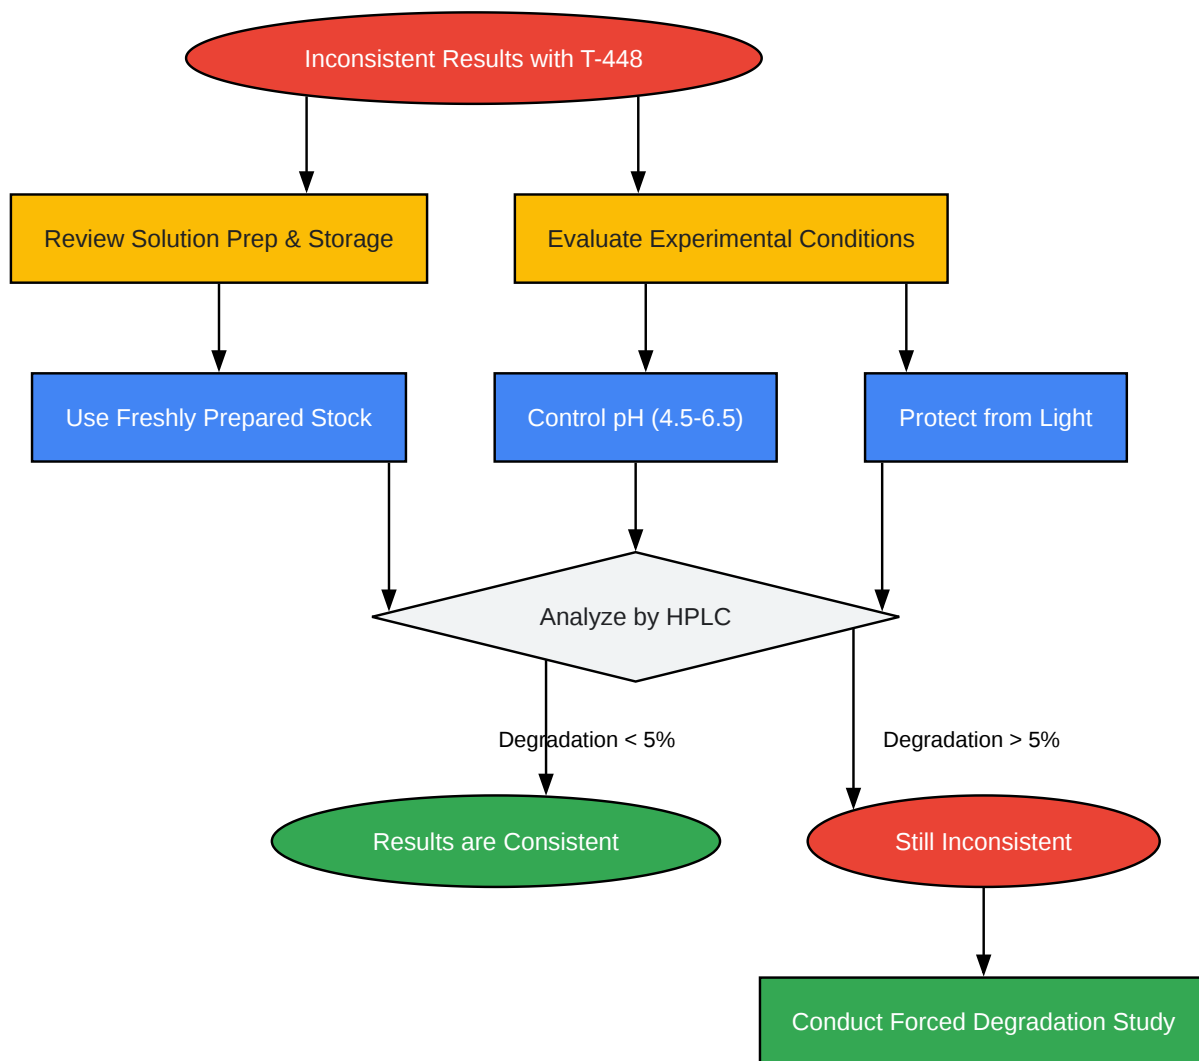 Inconsistent Results with T-448
Review Solution Prep & Storage
Evaluate Experimental Conditions
Use Freshly Prepared Stock
Control pH (4.5-6.5)
Protect from Light
Analyze by HPLC
Degradation < 5%
Degradation > 5%
Results are Consistent
Still Inconsistent
Conduct Forced Degradation Study